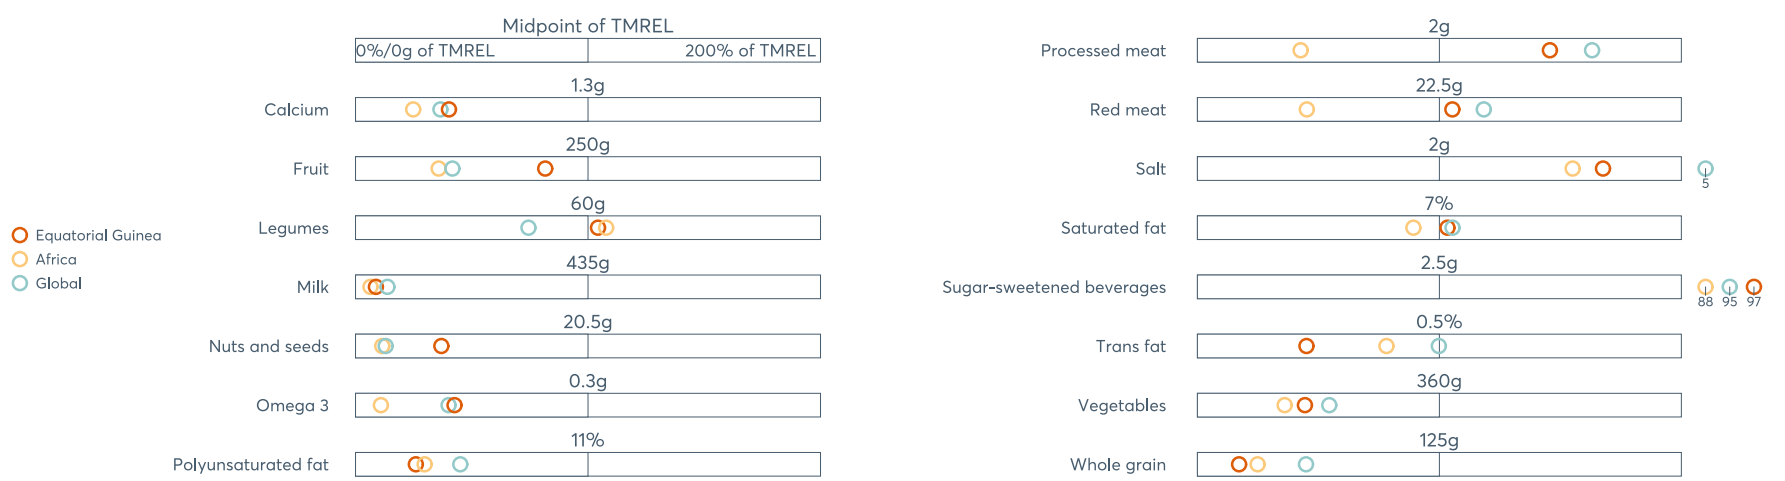 Midpoint of TMREL
0%/0g of TMREL 200% of TMREL
1.3g
Calcium
250g
Fruit
60g
Legumes
435g
Milk
20.5g
Nuts and seeds
0.3g
Omega 3
11%
Polyunsaturated fat
Equatorial Guinea
Africa
Global
2g
Processed meat
22.5g
Red meat
2g
Salt
5
7%
Saturated fat
2.5g
Sugar-sweetened beverages
88 95 97
0.5%
Trans fat
360g
Vegetables
125g
Whole grain